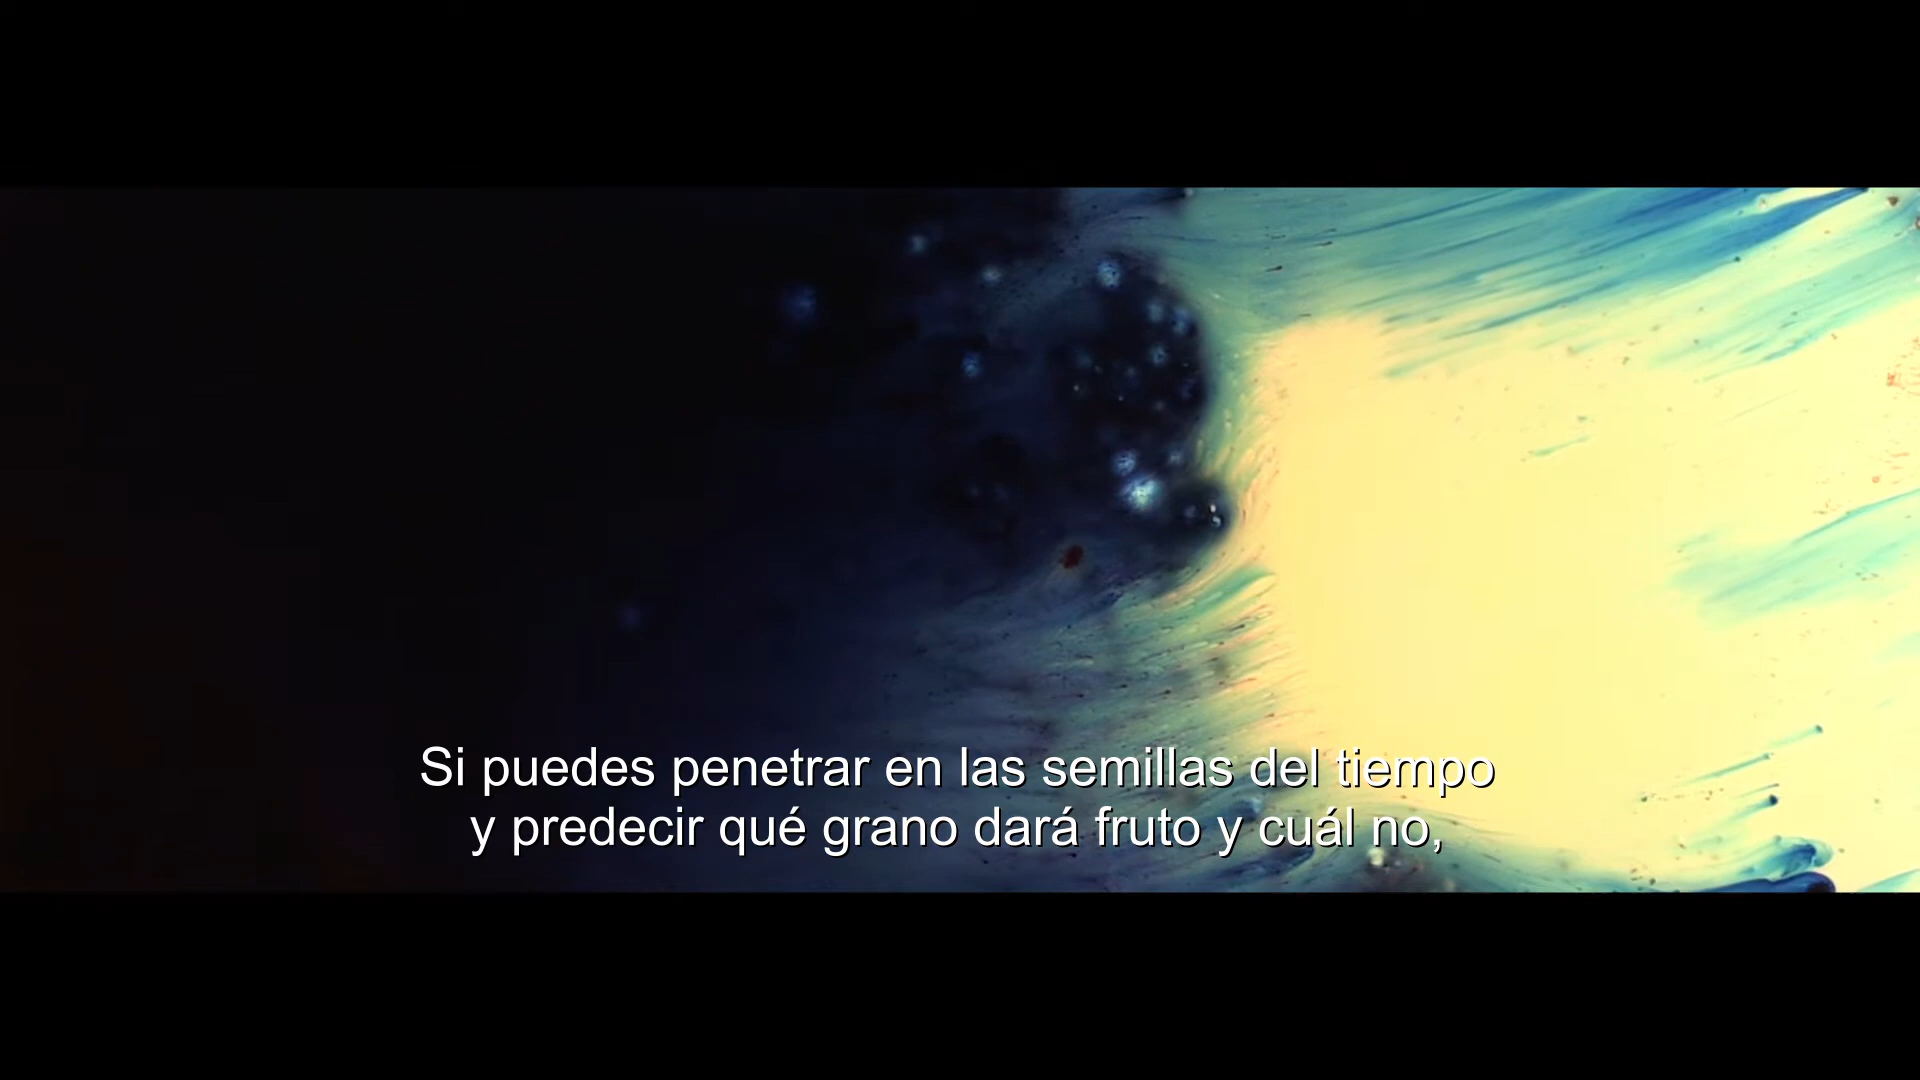 Si puedes penetrar en las semillas del tiempo
y predecir qué grano dará fruto y cuál no,